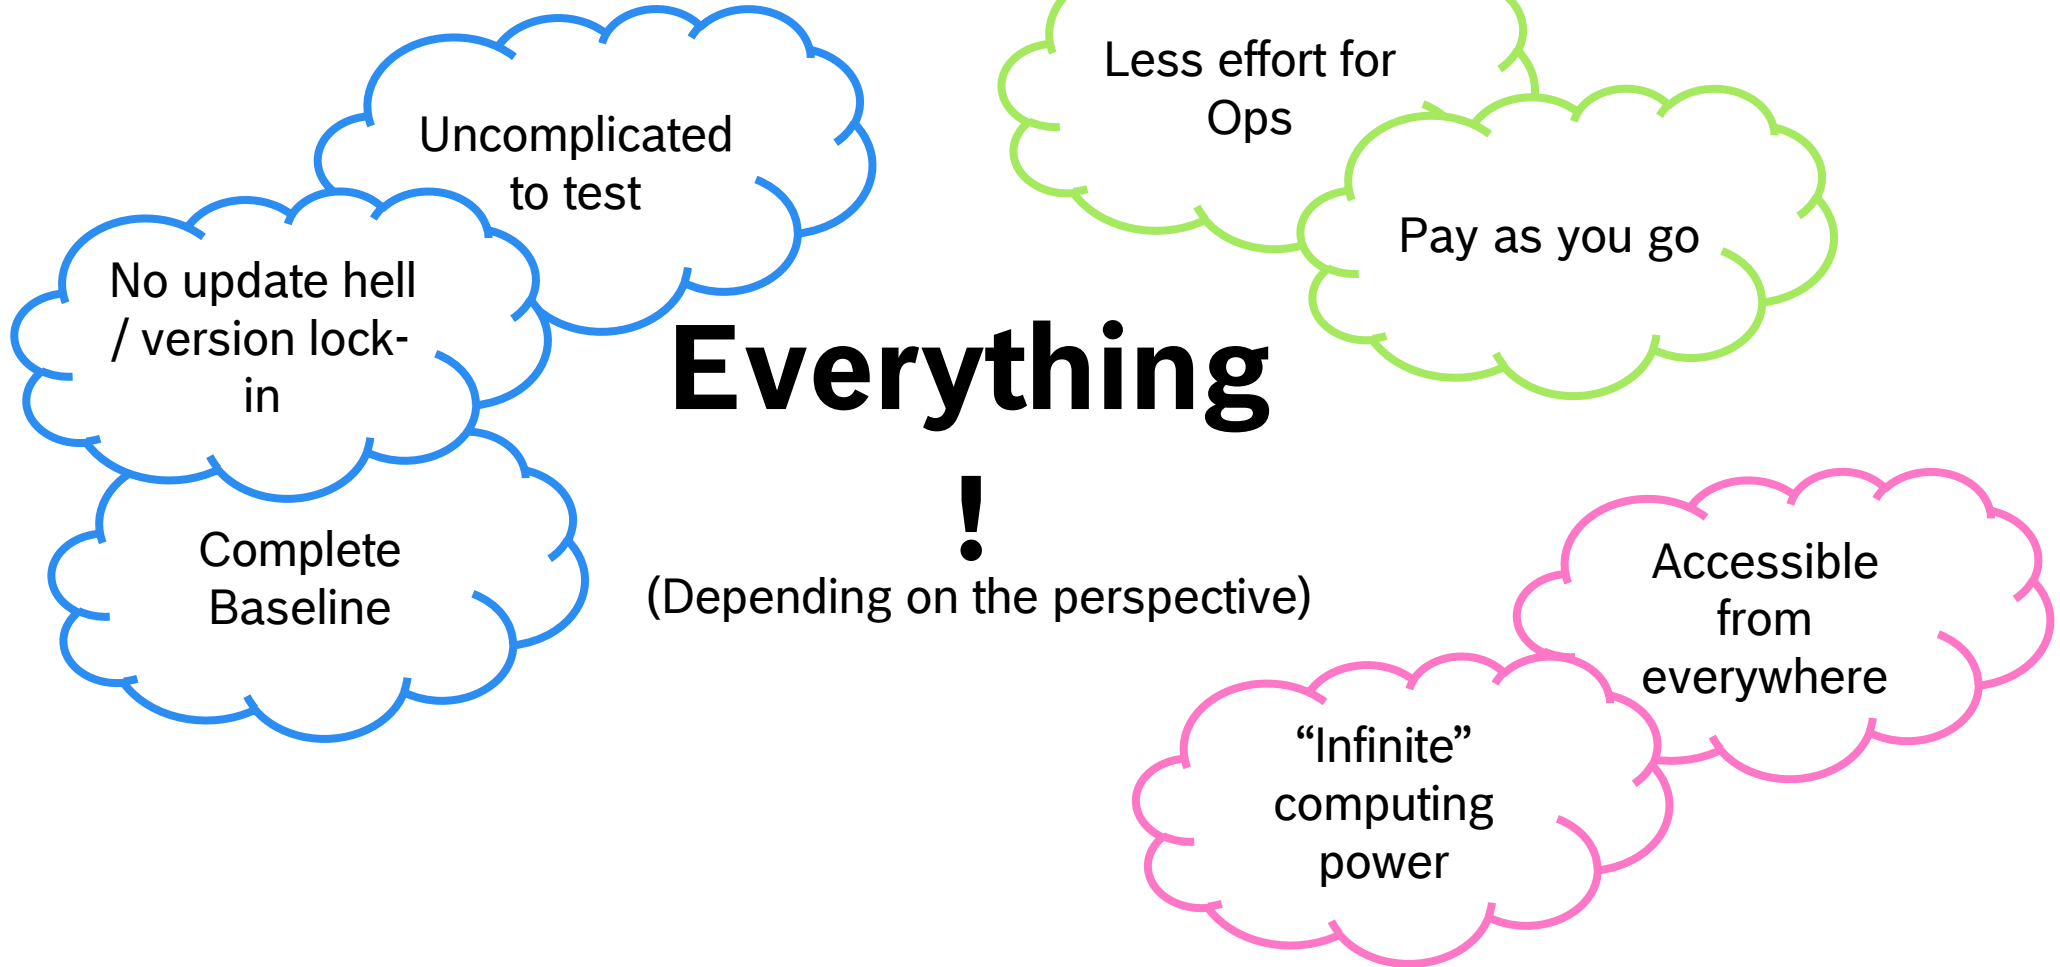 Uncomplicated
to test
No update hell
/ version lock-
in
Complete
Baseline
Less effort for
Ops
Pay as you go
Everything
!
(Depending on the perspective)
Accessible
from
everywhere
“Infinite”
computing
power